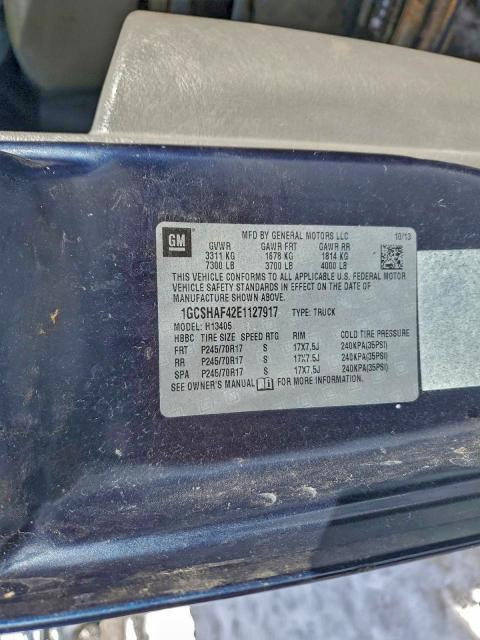 GM
MFD BY GENERAL MOTORS LLC
10/13
GVWR GAWR FRT GAWR RR
3311 KG 1678 KG 1814 KG
7300 LB 3700 LB 4000 LB
THIS VEHICLE CONFORMS TO ALL APPLICABLE U.S. FEDERAL MOTOR
VEHICLE SAFETY STANDARDS IN EFFECT ON THE DATE OF
MANUFACTURE SHOWN ABOVE.
1GCSHAF42E1127917 TYPE: TRUCK
MODEL: H13405
HBBC TIRE SIZE SPEED RTG RIM COLD TIRE PRESSURE
FRT P245/70R17 S 17X7.5J 240KPA(35PSI)
RR P245/70R17 S 17X7.5J 240KPA(35PSI)
SPA P245/70R17 S 17X7.5J 240KPA(35PSI)
SEE OWNER'S MANUAL FOR MORE INFORMATION.